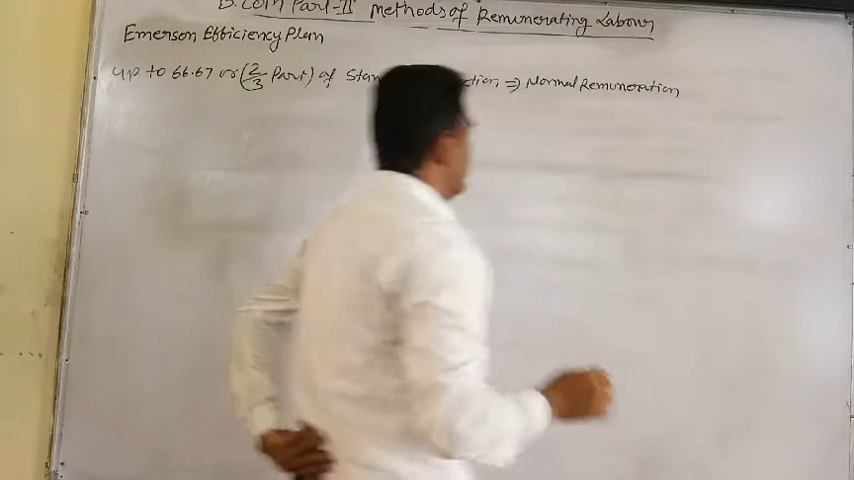 B. Com Part-II Methods of Remunerating Labour
Emerson Efficiency Plan
up to 66.67 or (2/3 Part) of Stan ction, ⇒ Normal Remuneration